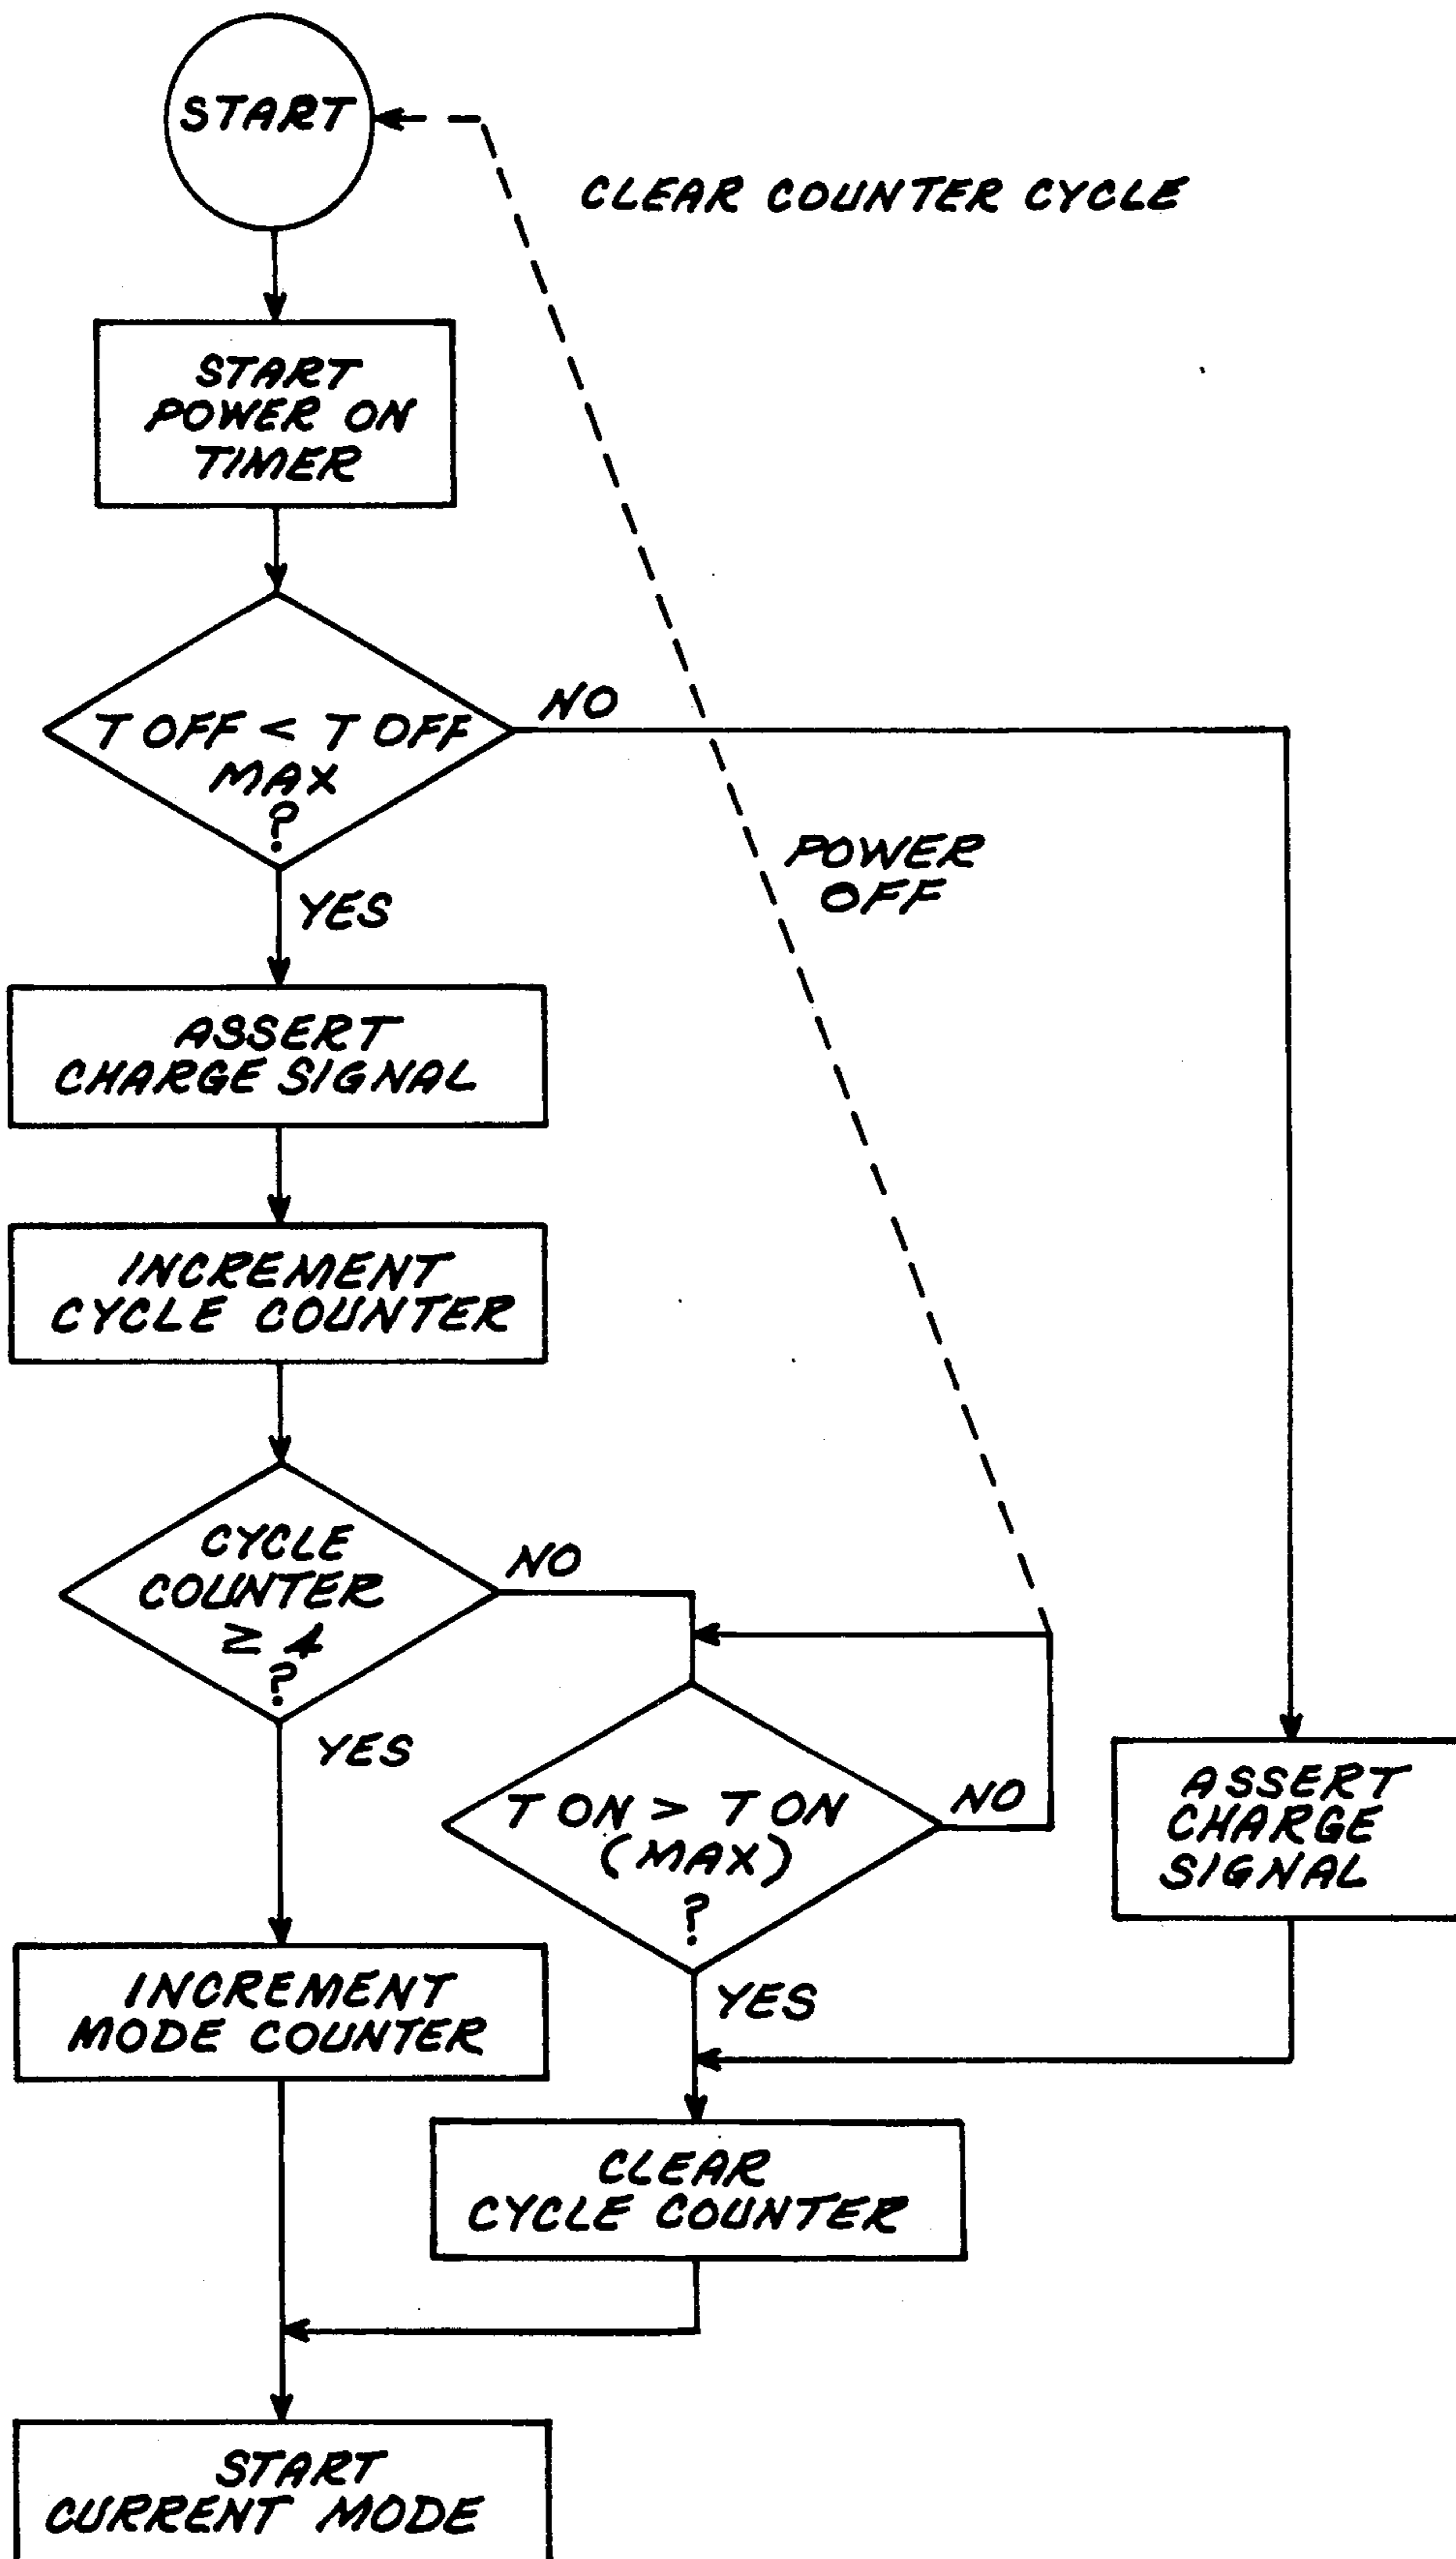 START
CLEAR COUNTER CYCLE
START
POWER ON
TIMER
T OFF < T OFF
MAX
?
NO
YES
POWER
OFF
ASSERT
CHARGE SIGNAL
INCREMENT
CYCLE COUNTER
CYCLE
COUNTER
≥ 4
?
NO
YES
T ON > T ON
(MAX)
?
NO
YES
ASSERT
CHARGE
SIGNAL
INCREMENT
MODE COUNTER
CLEAR
CYCLE COUNTER
START
CURRENT MODE